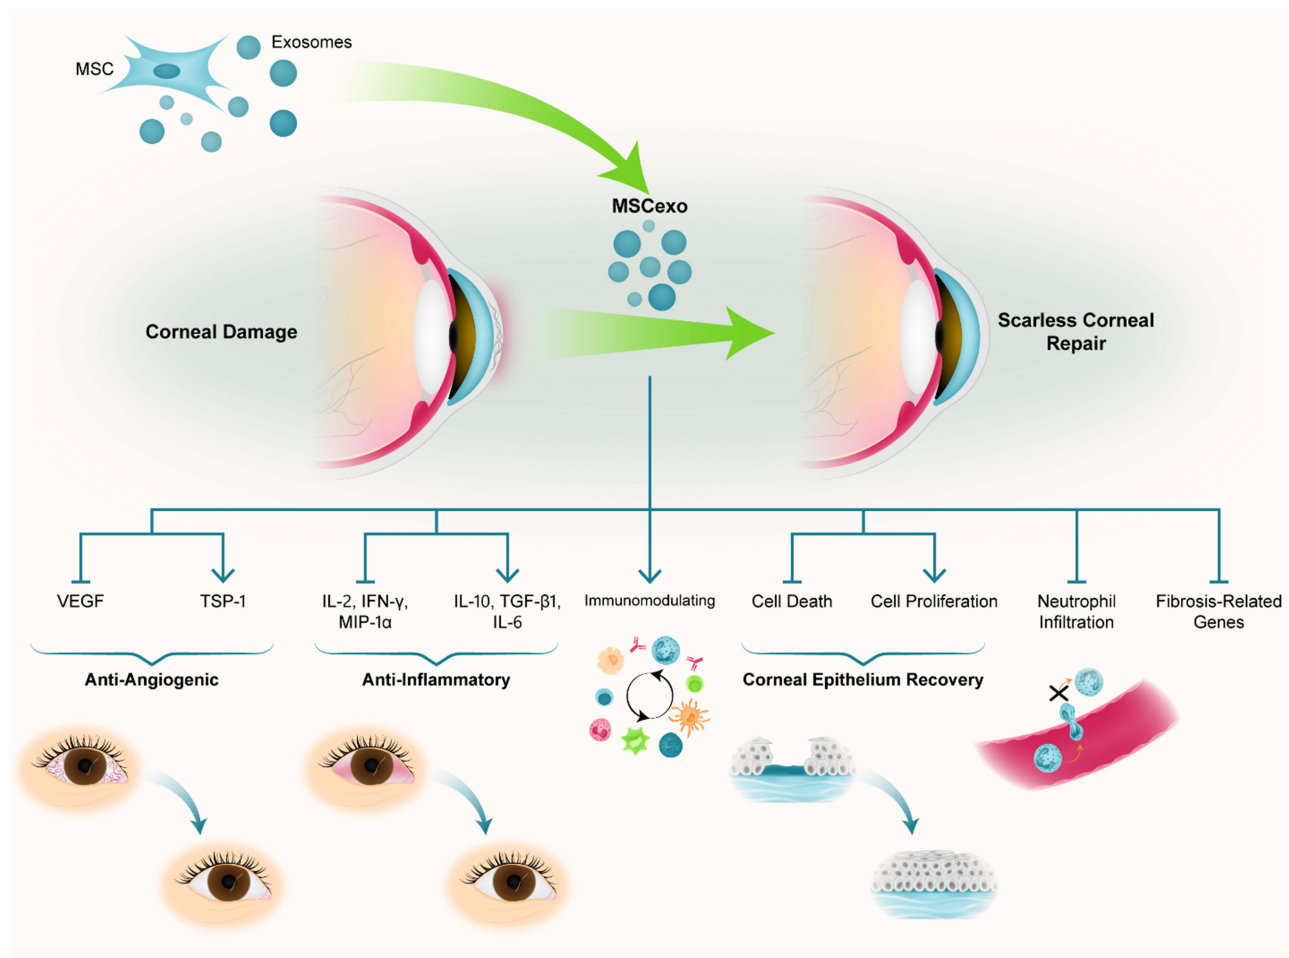 Exosomes
MSC
MSCexo
Corneal Damage
Scarless Corneal
Repair
VEGF
TSP-1
IL-2, IFN-γ,
MIP-1α
IL-10, TGF-β1,
IL-6
Immunomodulating
Cell Death
Cell Proliferation
Neutrophil
Infiltration
Fibrosis-Related
Genes
Anti-Angiogenic
Anti-Inflammatory
Corneal Epithelium Recovery